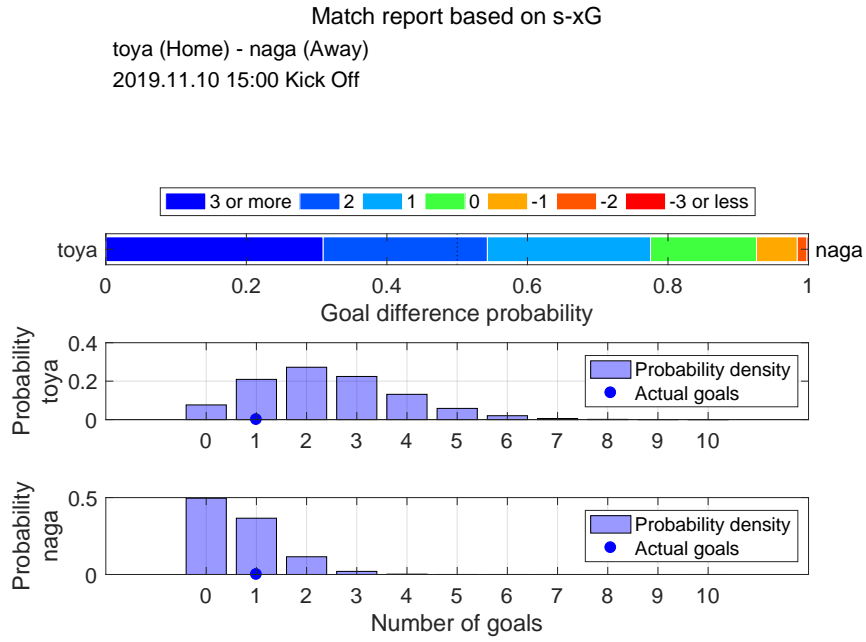 Match report based on s-xG
toya (Home) - naga (Away)
2019.11.10 15:00 Kick Off
3 or more 2 1 0 -1 -2 -3 or less
toya naga
0 0.2 0.4 0.6 0.8 1
Goal difference probability
Probability
toya
0.4
0.2
0
Probability density
Actual goals
0 1 2 3 4 5 6 7 8 9 10
Probability
naga
0.5
0
Probability density
Actual goals
0 1 2 3 4 5 6 7 8 9 10
Number of goals